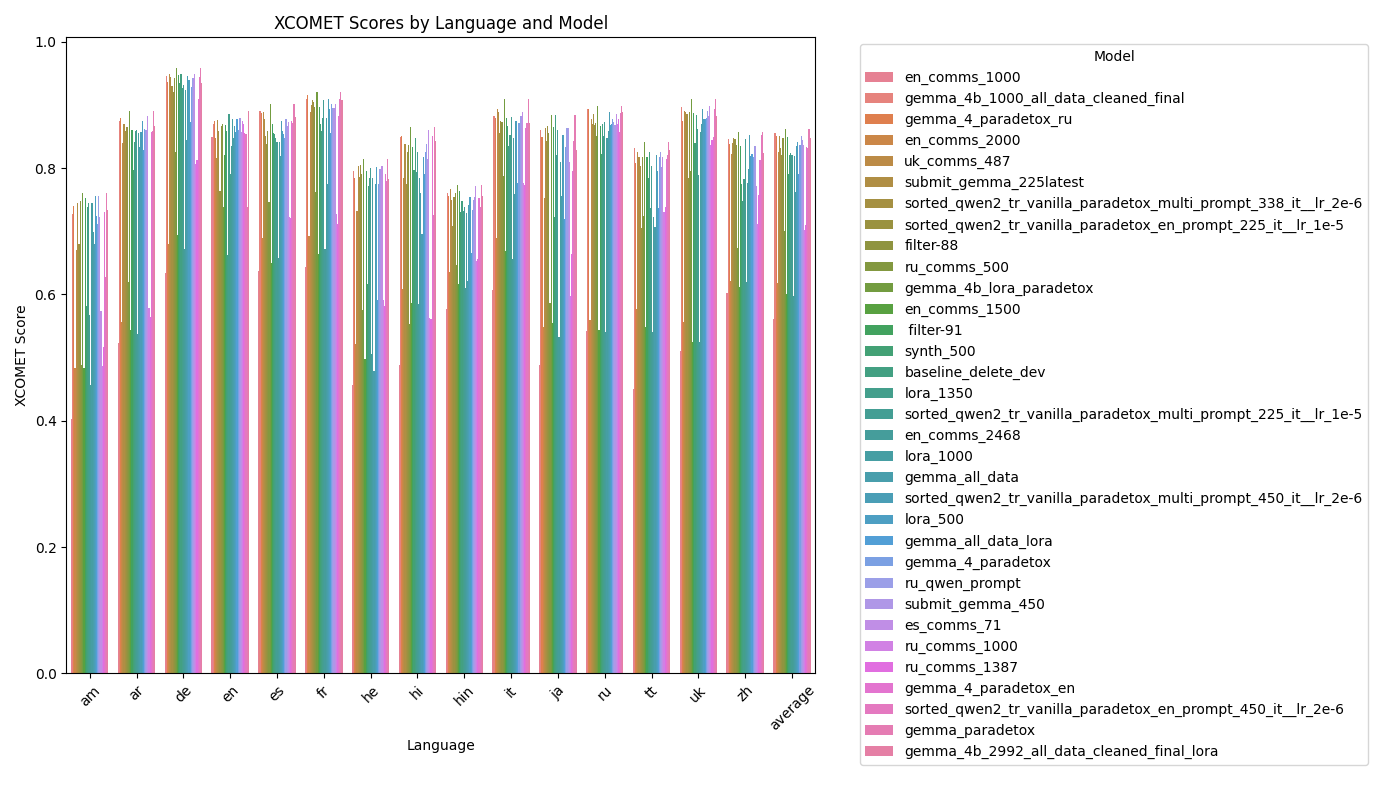 XCOMET Scores by Language and Model
1.0
0.8
0.6
0.4
0.2
0.0
XCOMET Score
am
ar
de
en
es
fr
he
hi
hin
it
ja
ru
tt
uk
zh
average
Language
Model
en_comms_1000
gemma_4b_1000_all_data_cleaned_final
gemma_4_paradetox_ru
en_comms_2000
uk_comms_487
submit_gemma_225latest
sorted_qwen2_tr_vanilla_paradetox_multi_prompt_338_it__lr_2e-6
sorted_qwen2_tr_vanilla_paradetox_en_prompt_225_it__lr_1e-5
filter-88
ru_comms_500
gemma_4b_lora_paradetox
en_comms_1500
filter-91
synth_500
baseline_delete_dev
lora_1350
sorted_qwen2_tr_vanilla_paradetox_multi_prompt_225_it__lr_1e-5
en_comms_2468
lora_1000
gemma_all_data
sorted_qwen2_tr_vanilla_paradetox_multi_prompt_450_it__lr_2e-6
lora_500
gemma_all_data_lora
gemma_4_paradetox
ru_qwen_prompt
submit_gemma_450
es_comms_71
ru_comms_1000
ru_comms_1387
gemma_4_paradetox_en
sorted_qwen2_tr_vanilla_paradetox_en_prompt_450_it__lr_2e-6
gemma_paradetox
gemma_4b_2992_all_data_cleaned_final_lora